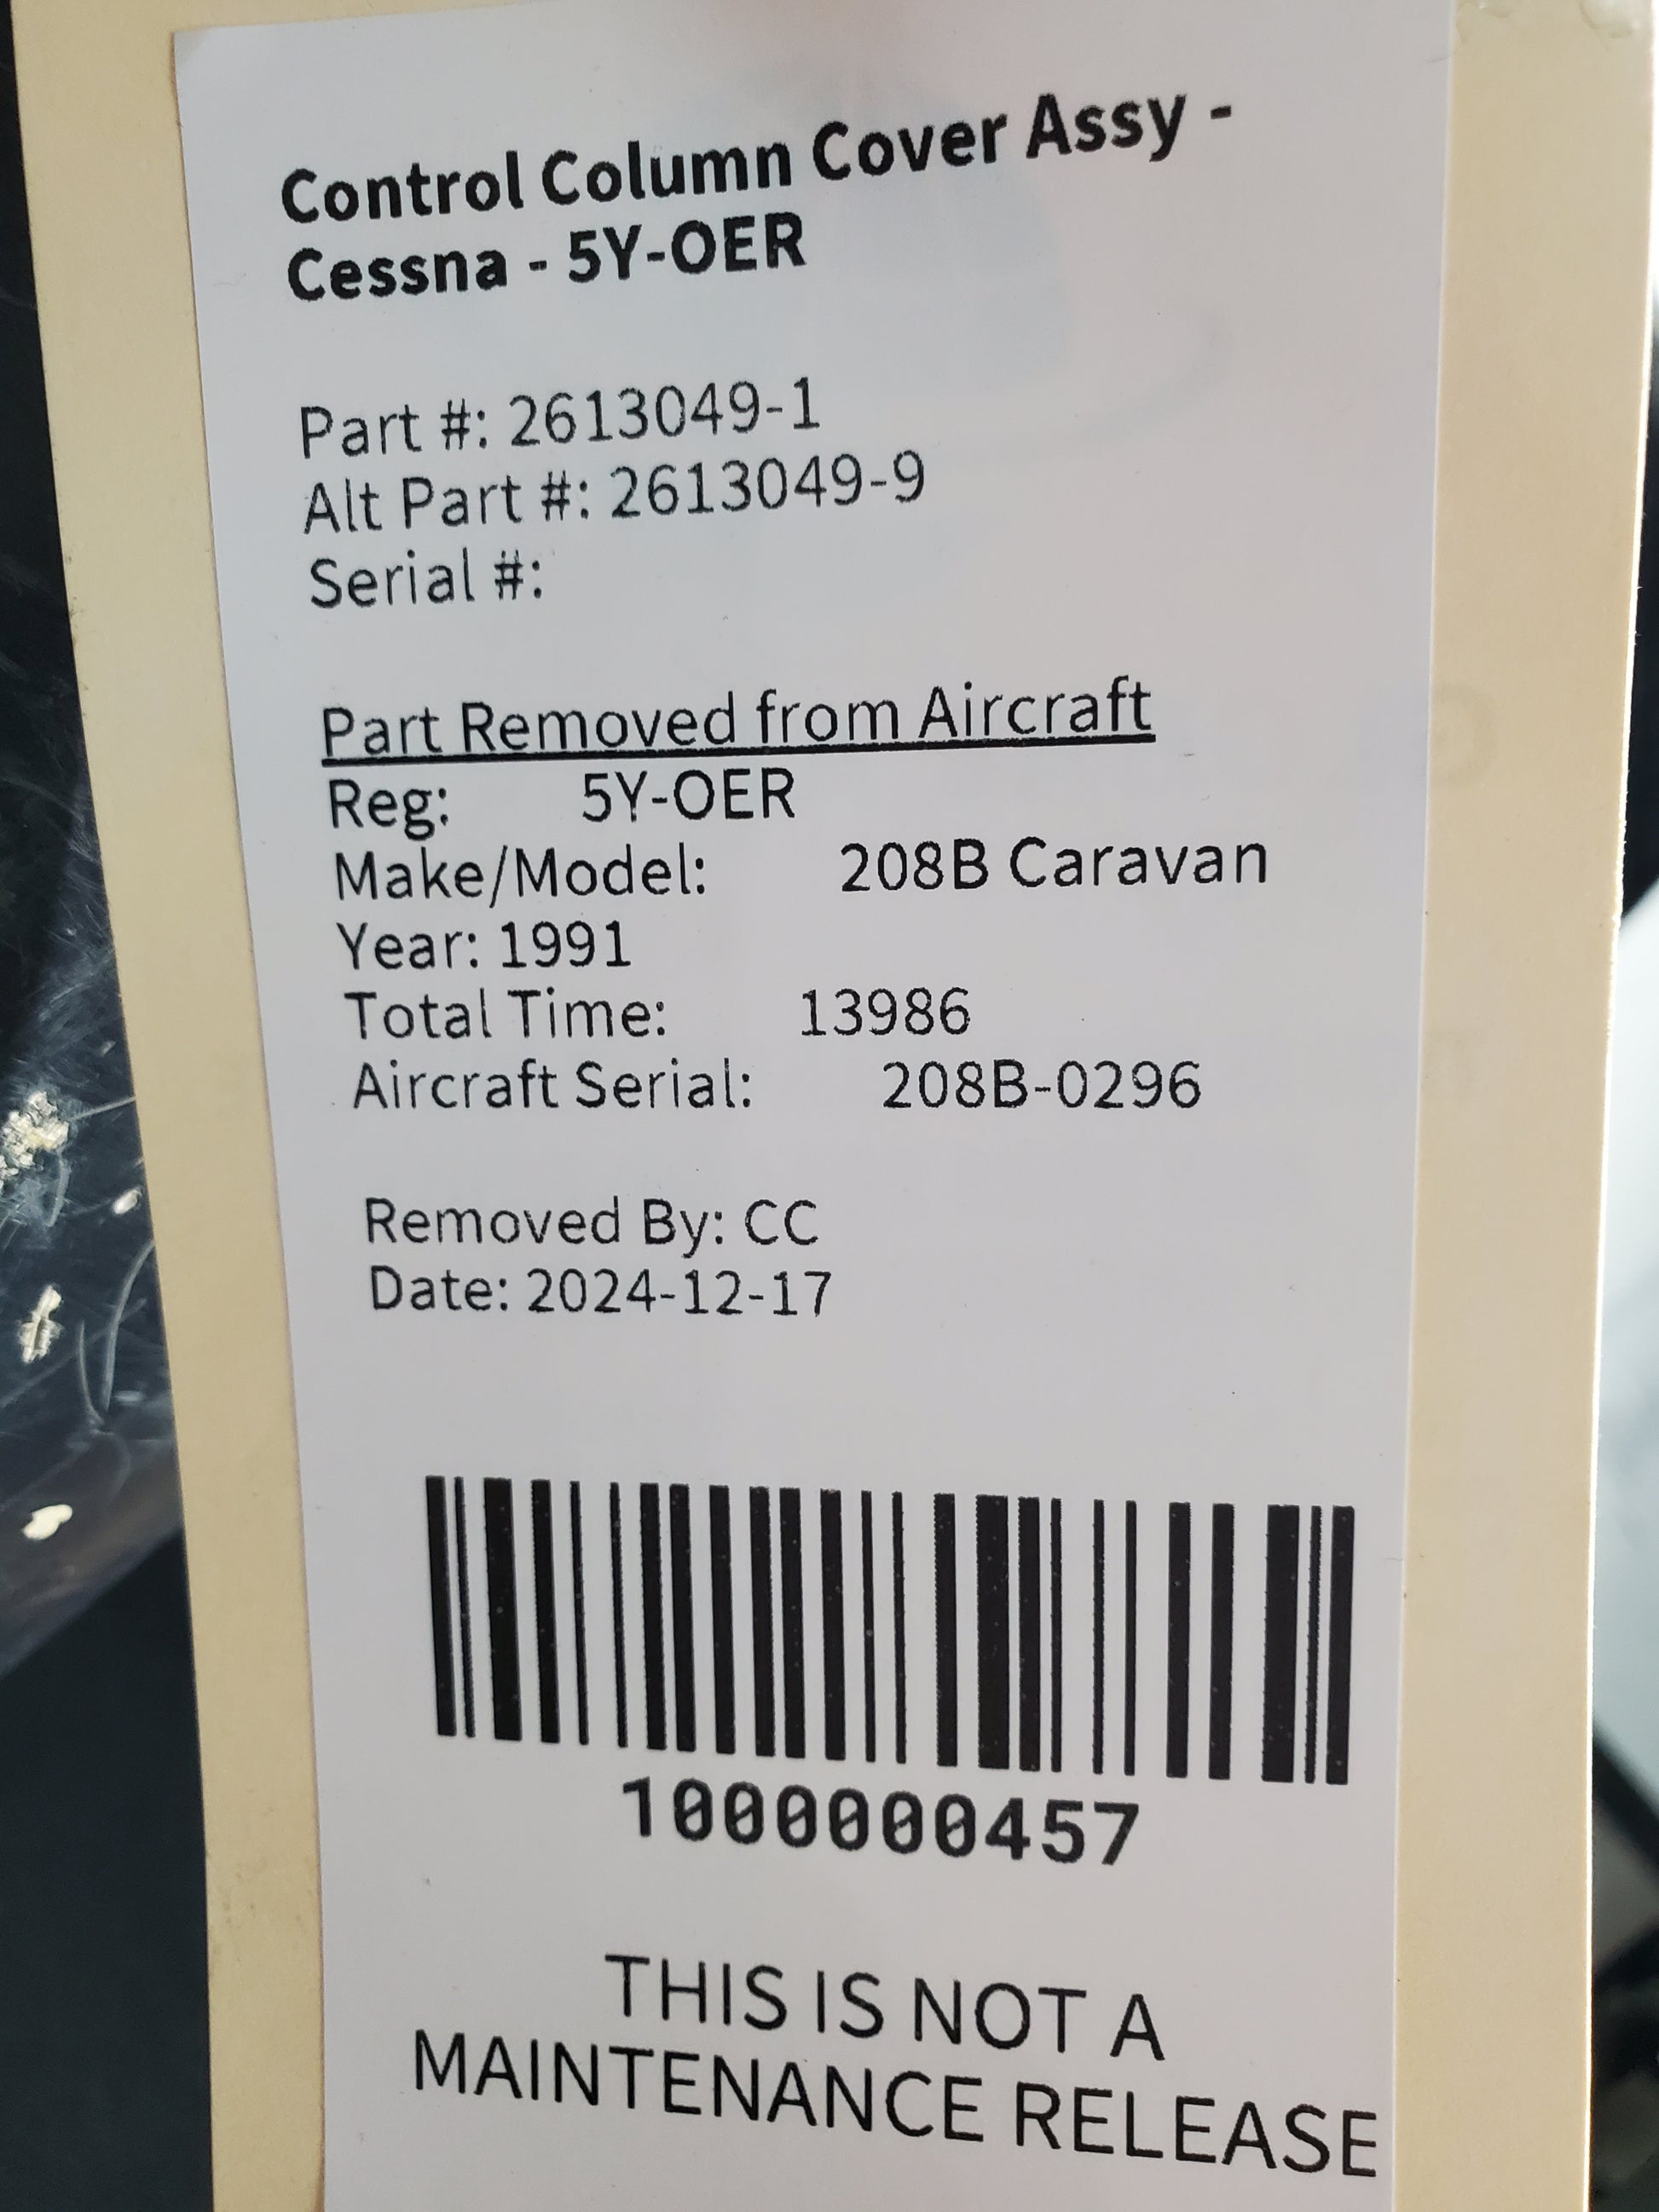 Control Column Cover Assy -
Cessna - 5Y-OER
Part #: 2613049-1
Alt Part #: 2613049-9
Serial #:
Part Removed from Aircraft
Reg: 5Y-OER
Make/Model: 208B Caravan
Year: 1991
Total Time: 13986
Aircraft Serial: 208B-0296
Removed By: CC
Date: 2024-12-17
1000000457
THIS IS NOT A
MAINTENANCE RELEASE